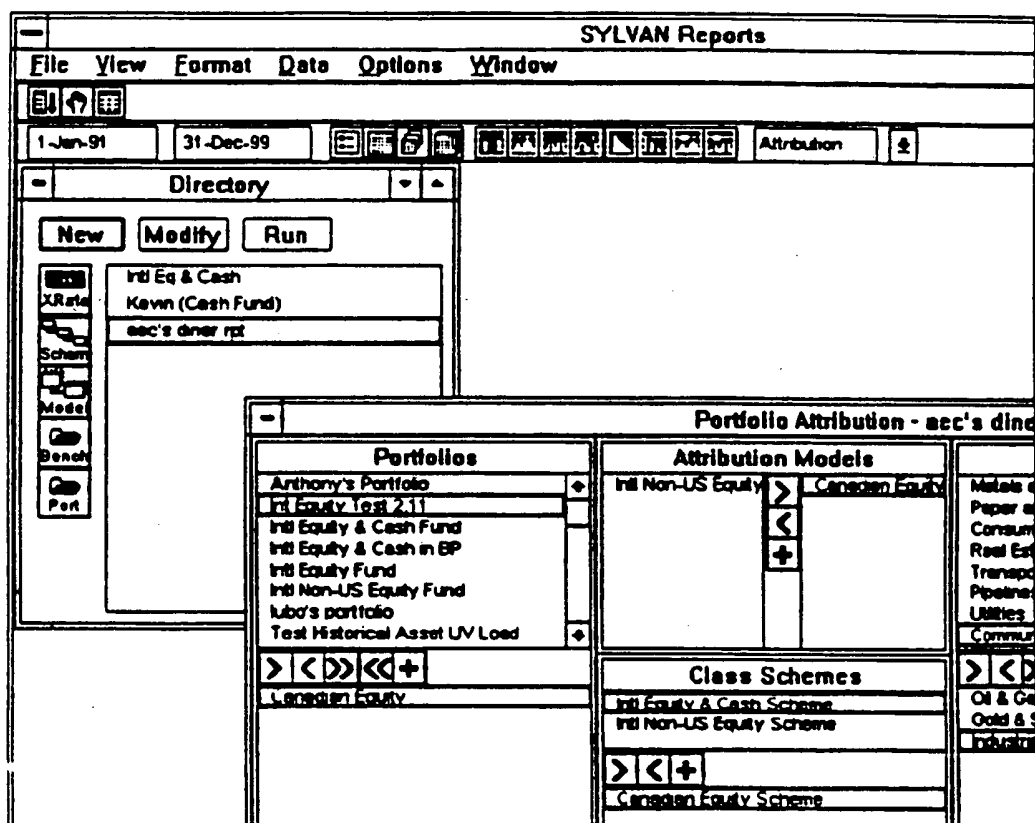 SYLVAN Reports
File View Format Data Options Window
1-Jan-91 31-Dec-99 Attribution
Directory
New Modify Run
XRate
Schem
Model
Bench
Port
Intl Eq & Cash
Kevin (Cash Fund)
aec's diner rpt
Portfolio Attribution - aec's dine
Portfolios
Anthony's Portfolio
Int Equity Test 2.11
Intl Equity & Cash Fund
Intl Equity & Cash in BP
Intl Equity Fund
Intl Non-US Equity Fund
lubo's portfolio
Test Historical Asset UV Load
> < >> << +
Canadian Equity
Attribution Models
Intl Non-US Equity
>
<
+
Canadian Equity
Class Schemes
Intl Equity & Cash Scheme
Intl Non-US Equity Scheme
> < +
Canadian Equity Scheme
Metals
Paper
Consum
Real Est
Transpo
Pipelines
Utilities
Commun
> <
Oil & Ga
Gold & S
Industria